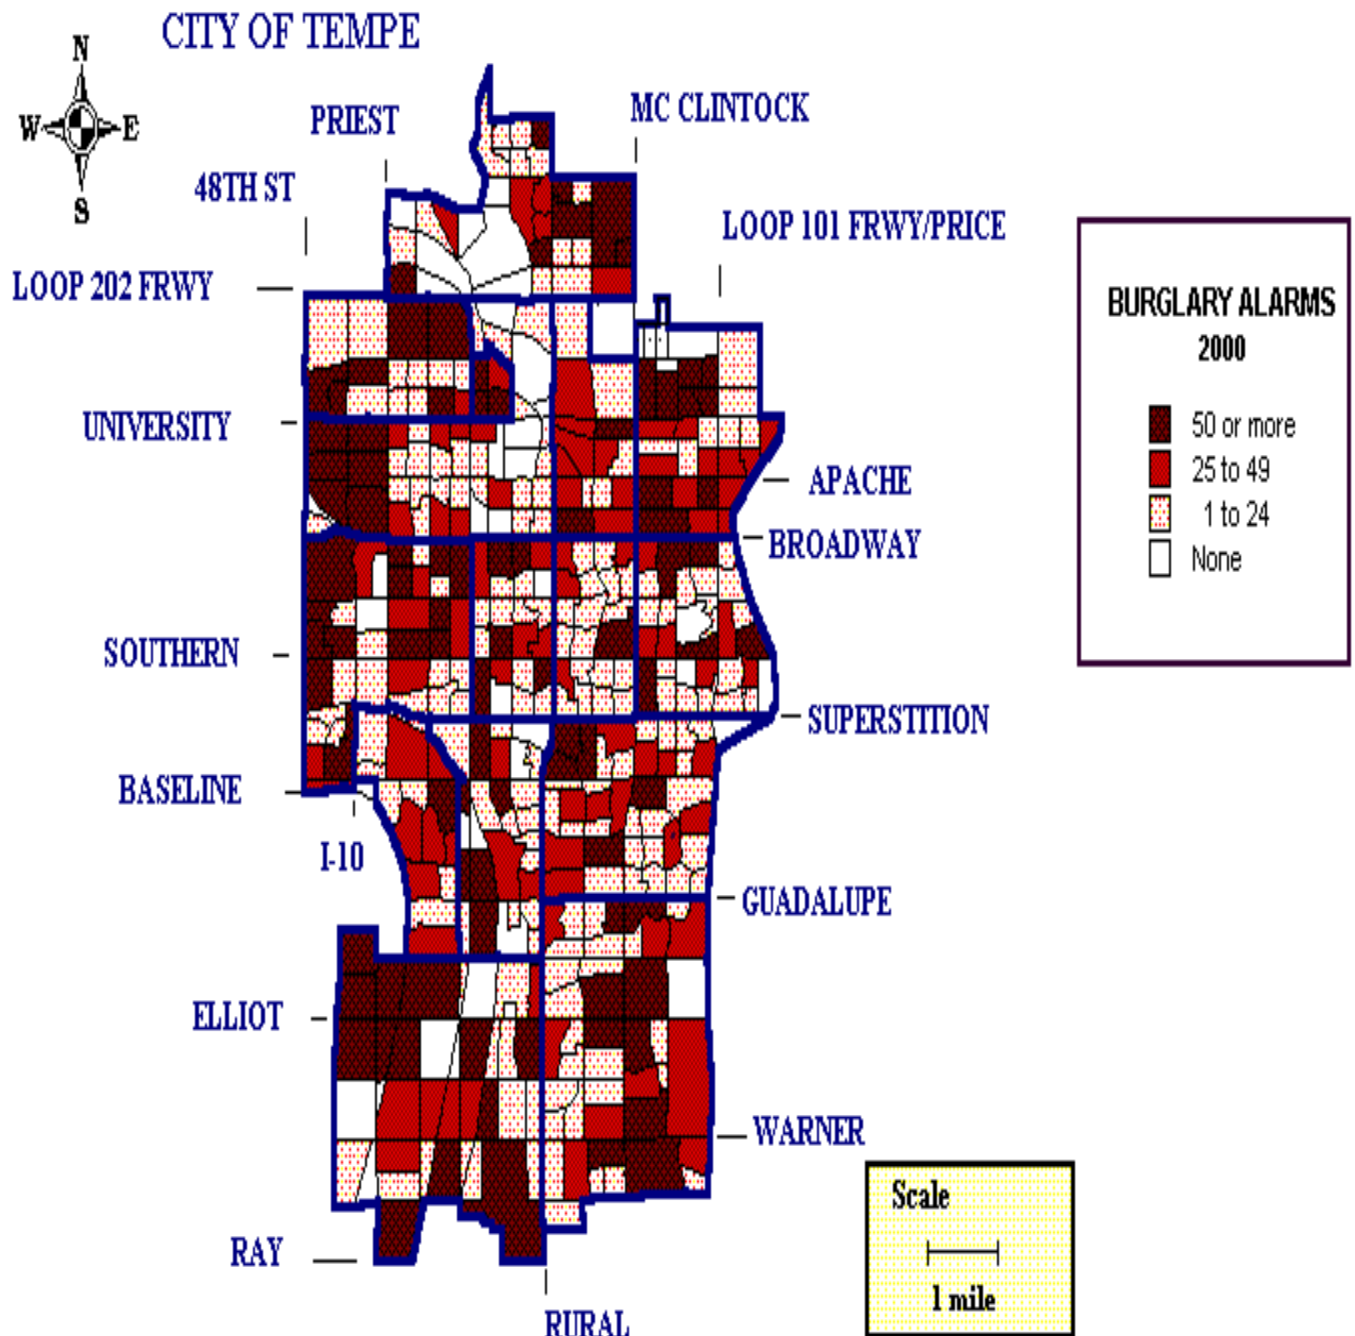 CITY OF TEMPE
N
W E
S
PRIEST
MC CLINTOCK
48TH ST
LOOP 101 FRWY/PRICE
LOOP 202 FRWY
BURGLARY ALARMS
2000
50 or more
25 to 49
1 to 24
None
UNIVERSITY
APACHE
BROADWAY
SOUTHERN
SUPERSTITION
BASELINE
I-10
GUADALUPE
ELLIOT
WARNER
Scale
1 mile
RAY
RURAL